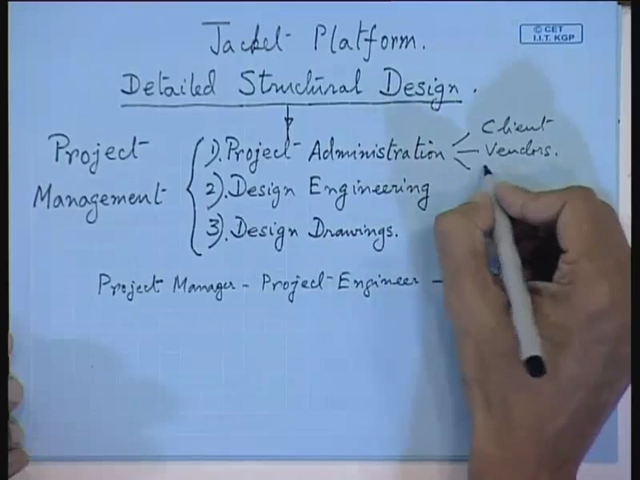 Jacket Platform.
© CET
I.I.T. KGP
Detailed Structural Design.
Project Management
1). Project Administration
Client
Vendors.
2). Design Engineering
3). Design Drawings.
Project Manager - Project Engineer -